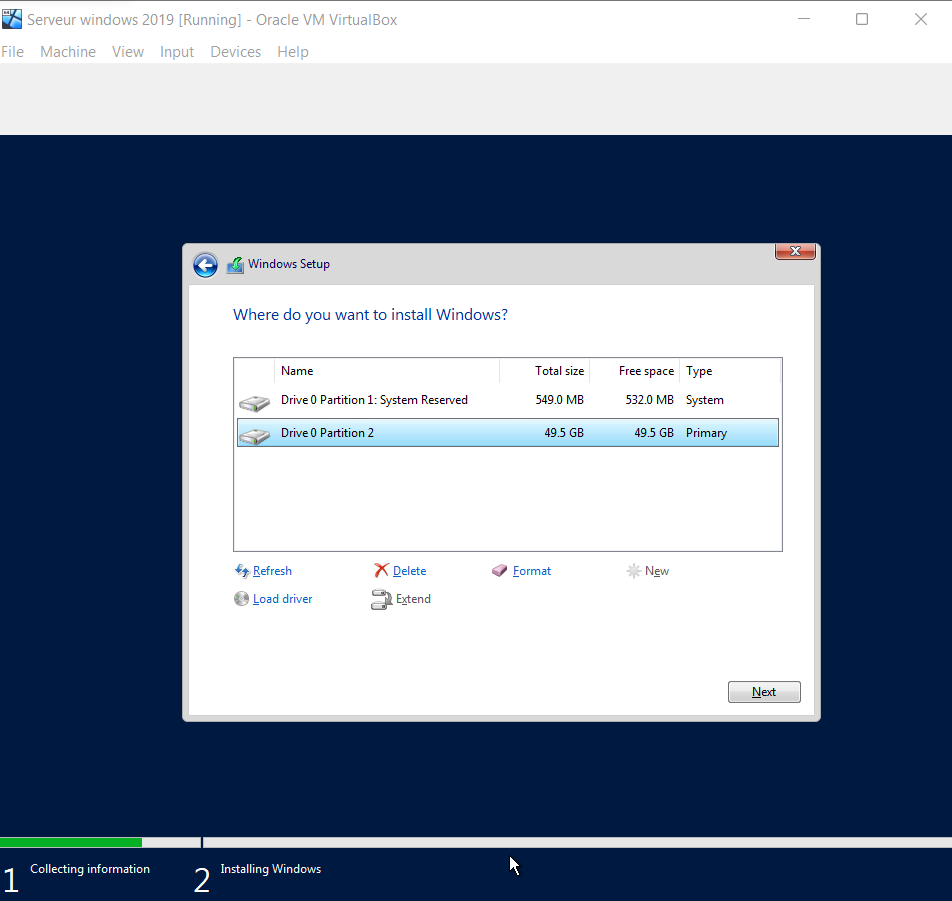 Serveur windows 2019 [Running] - Oracle VM VirtualBox
File Machine View Input Devices Help
Windows Setup
Where do you want to install Windows?
Name Total size Free space Type
Drive 0 Partition 1: System Reserved 549.0 MB 532.0 MB System
Drive 0 Partition 2 49.5 GB 49.5 GB Primary
Refresh Delete Format New
Load driver Extend
Next
1 Collecting information 2 Installing Windows